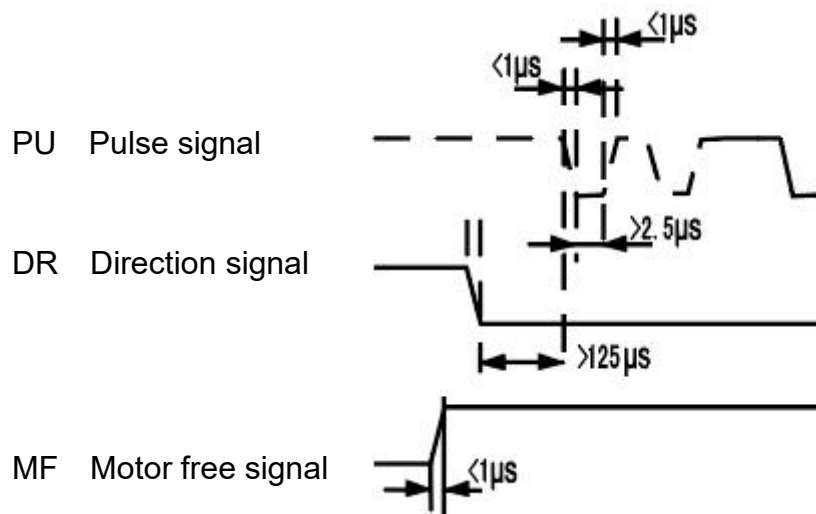 <1μs
<1μs
PU Pulse signal
>2.5μs
DR Direction signal
>125μs
MF Motor free signal
<1μs